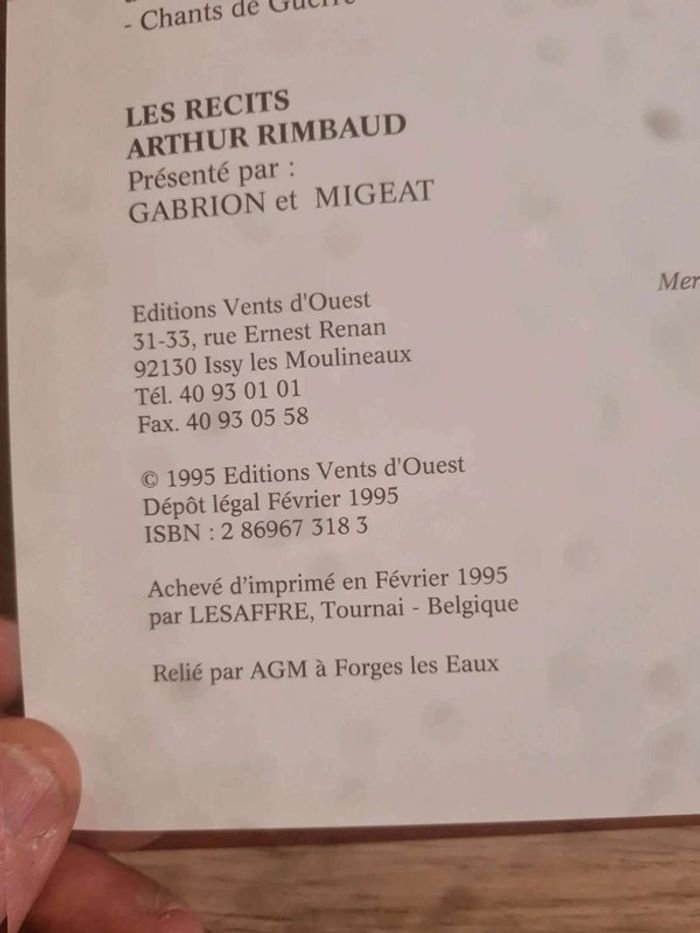 - Chants de Guerre
LES RECITS
ARTHUR RIMBAUD
Présenté par :
GABRION et MIGEAT
Mer
Editions Vents d'Ouest
31-33, rue Ernest Renan
92130 Issy les Moulineaux
Tél. 40 93 01 01
Fax. 40 93 05 58
© 1995 Editions Vents d'Ouest
Dépôt légal Février 1995
ISBN : 2 86967 318 3
Achevé d'imprimé en Février 1995
par LESAFFRE, Tournai - Belgique
Relié par AGM à Forges les Eaux